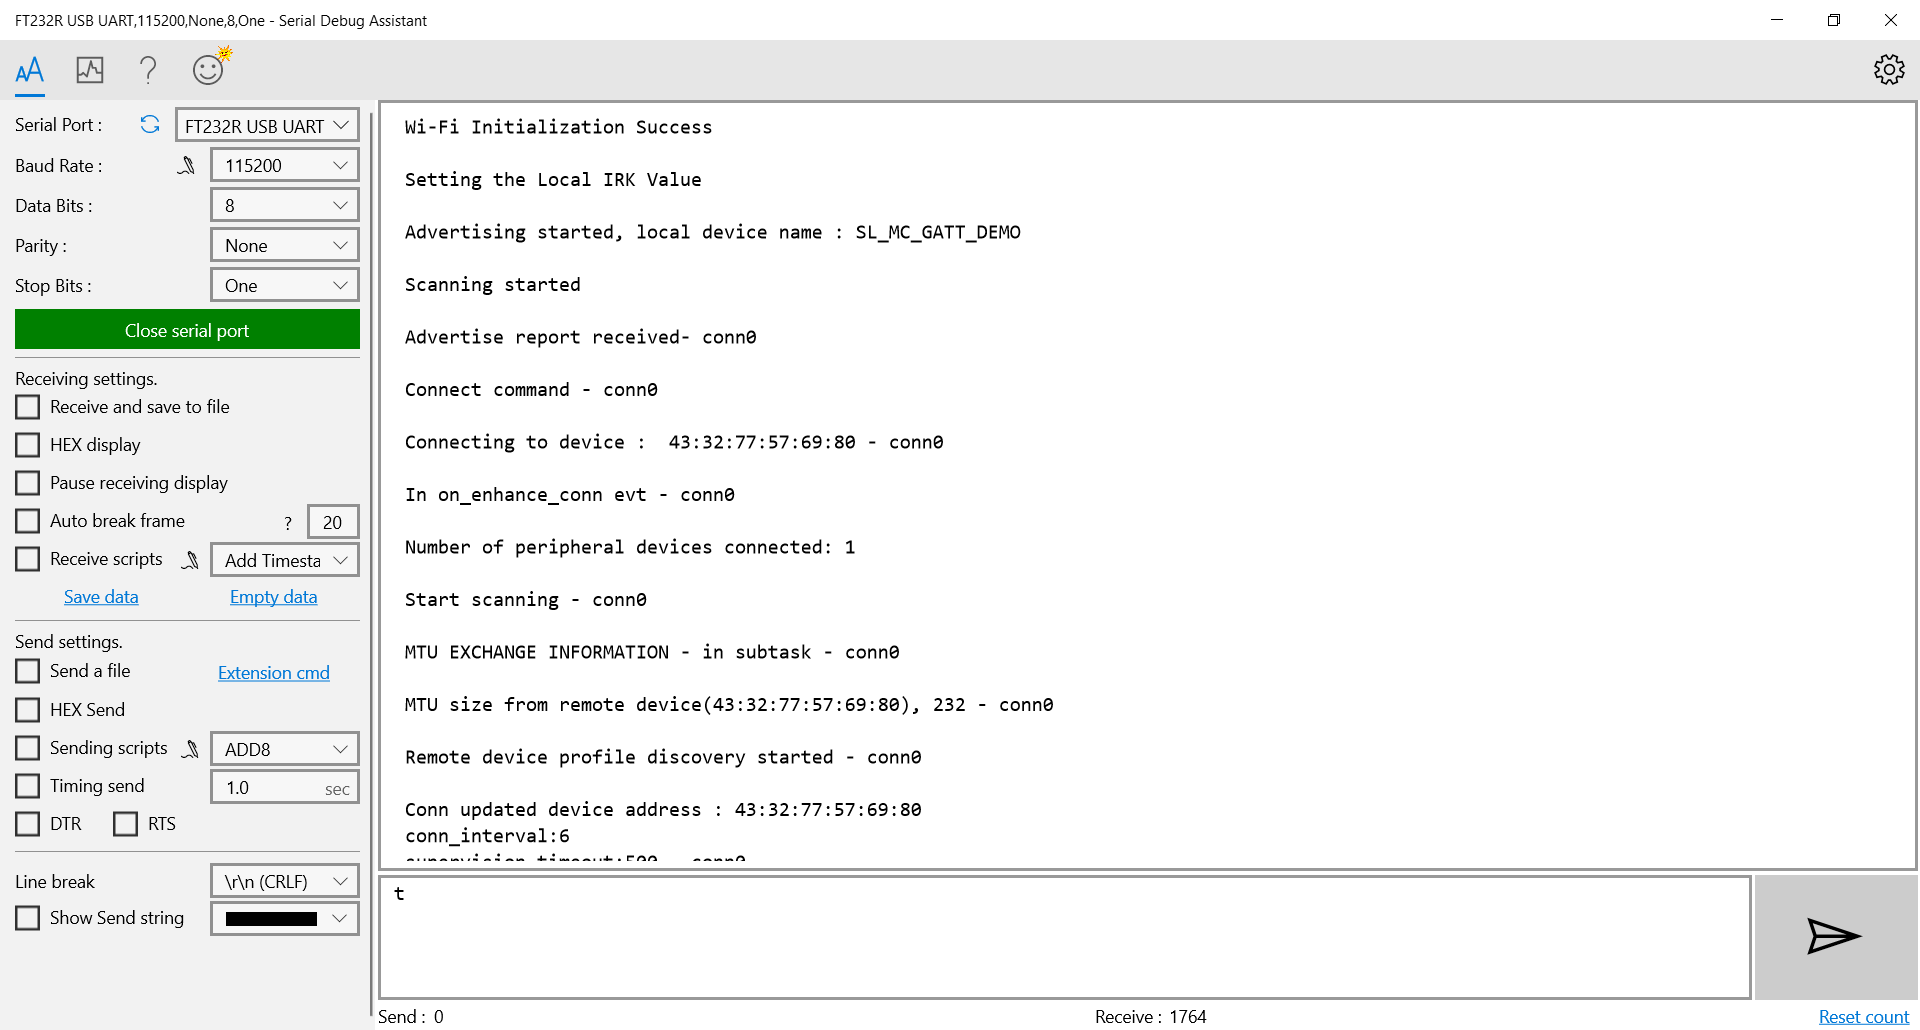 FT232R USB UART,115200,None,8,One - Serial Debug Assistant
Serial Port :
FT232R USB UART
Baud Rate :
115200
Data Bits :
8
Parity :
None
Stop Bits :
One
Close serial port
Receiving settings.
Receive and save to file
HEX display
Pause receiving display
Auto break frame
?
20
Receive scripts
Add Timesta
Save data
Empty data
Send settings.
Send a file
Extension cmd
HEX Send
Sending scripts
ADD8
Timing send
1.0
sec
DTR
RTS
Line break
\r\n (CRLF)
Show Send string
Wi-Fi Initialization Success
Setting the Local IRK Value
Advertising started, local device name : SL_MC_GATT_DEMO
Scanning started
Advertise report received- conn0
Connect command - conn0
Connecting to device :  43:32:77:57:69:80 - conn0
In on_enhance_conn evt - conn0
Number of peripheral devices connected: 1
Start scanning - conn0
MTU EXCHANGE INFORMATION - in subtask - conn0
MTU size from remote device(43:32:77:57:69:80), 232 - conn0
Remote device profile discovery started - conn0
Conn updated device address : 43:32:77:57:69:80
conn_interval:6
t
Send : 0
Receive : 1764
Reset count